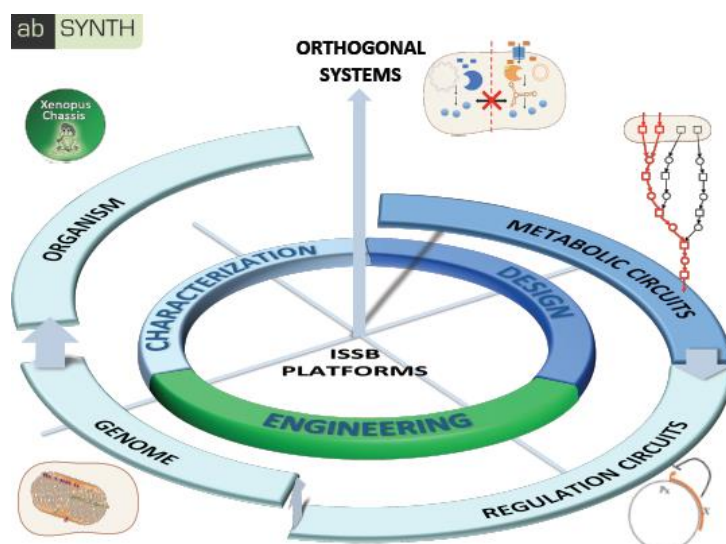 ab SYNTH
ORTHOGONAL
SYSTEMS
Xenopus
Chassis
ORGANISM
METABOLIC CIRCUITS
CHARACTERIZATION
DESIGN
ISSB
PLATFORMS
ENGINEERING
GENOME
REGULATION CIRCUITS
X